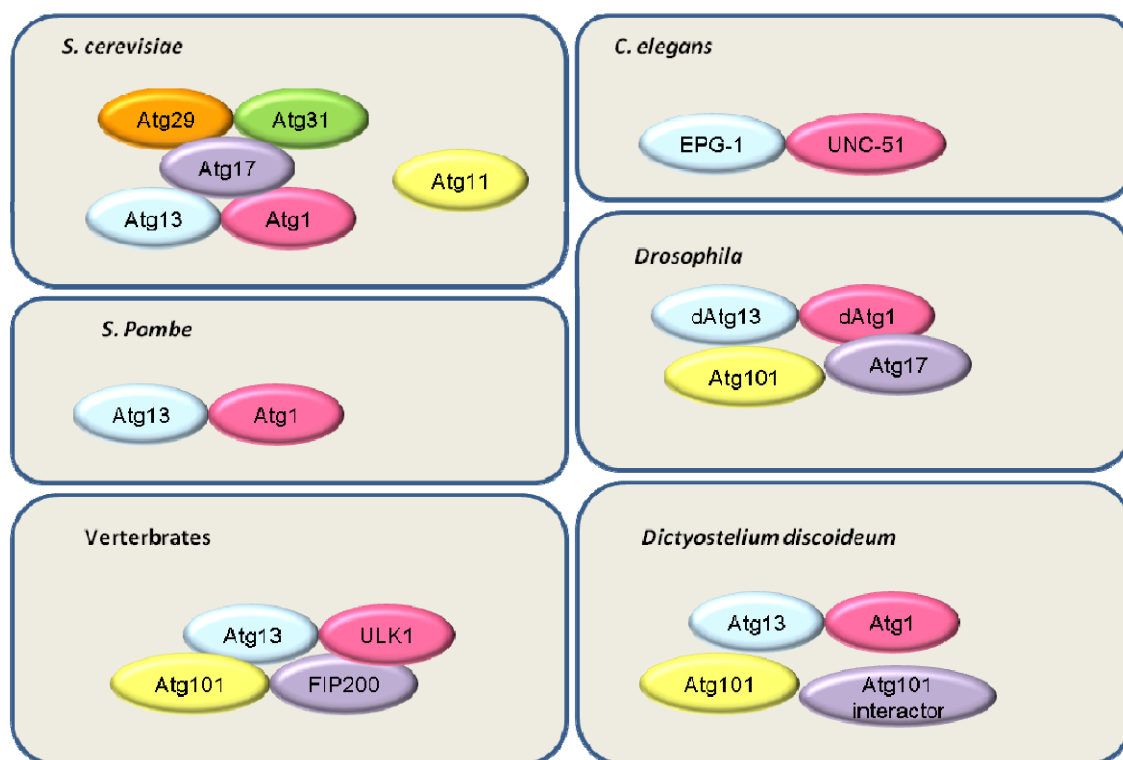 S. cerevisiae
Atg29
Atg31
Atg17
Atg11
Atg13
Atg1
S. Pombe
Atg13
Atg1
Verterbrates
Atg13
ULK1
Atg101
FIP200
C. elegans
EPG-1
UNC-51
Drosophila
dAtg13
dAtg1
Atg101
Atg17
Dictyostelium discoideum
Atg13
Atg1
Atg101
Atg101
interactor